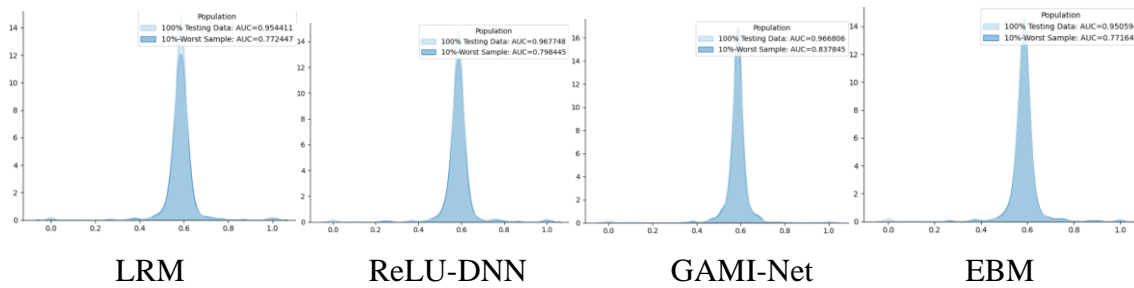 Population
100% Testing Data: AUC=0.954411
10%-Worst Sample: AUC=0.772447
14
12
10
8
6
4
2
0
0.0 0.2 0.4 0.6 0.8 1.0
LRM
Population
100% Testing Data: AUC=0.967748
10%-Worst Sample: AUC=0.798445
14
12
10
8
6
4
2
0
0.0 0.2 0.4 0.6 0.8 1.0
ReLU-DNN
Population
100% Testing Data: AUC=0.966806
10%-Worst Sample: AUC=0.837845
16
14
12
10
8
6
4
2
0
0.0 0.2 0.4 0.6 0.8 1.0
GAMI-Net
Population
100% Testing Data: AUC=0.950594
10%-Worst Sample: AUC=0.77164
14
12
10
8
6
4
2
0
0.0 0.2 0.4 0.6 0.8 1.0
EBM